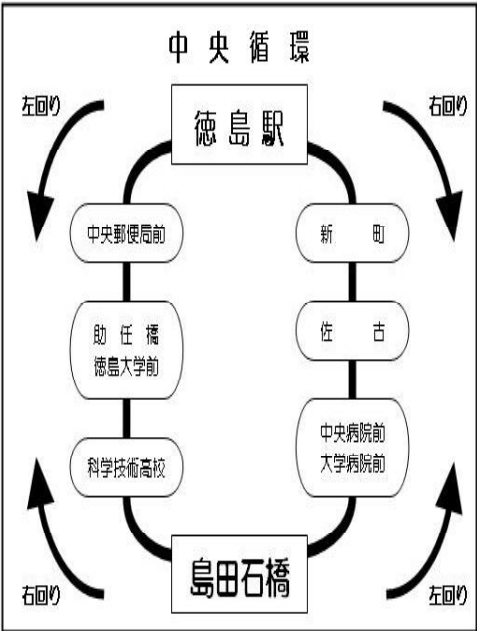 中央循環
左回り
右回り
徳島駅
中央郵便局前
新町
助任橋
徳島大学前
佐古
科学技術高校
中央病院前
大学病院前
島田石橋
右回り
左回り